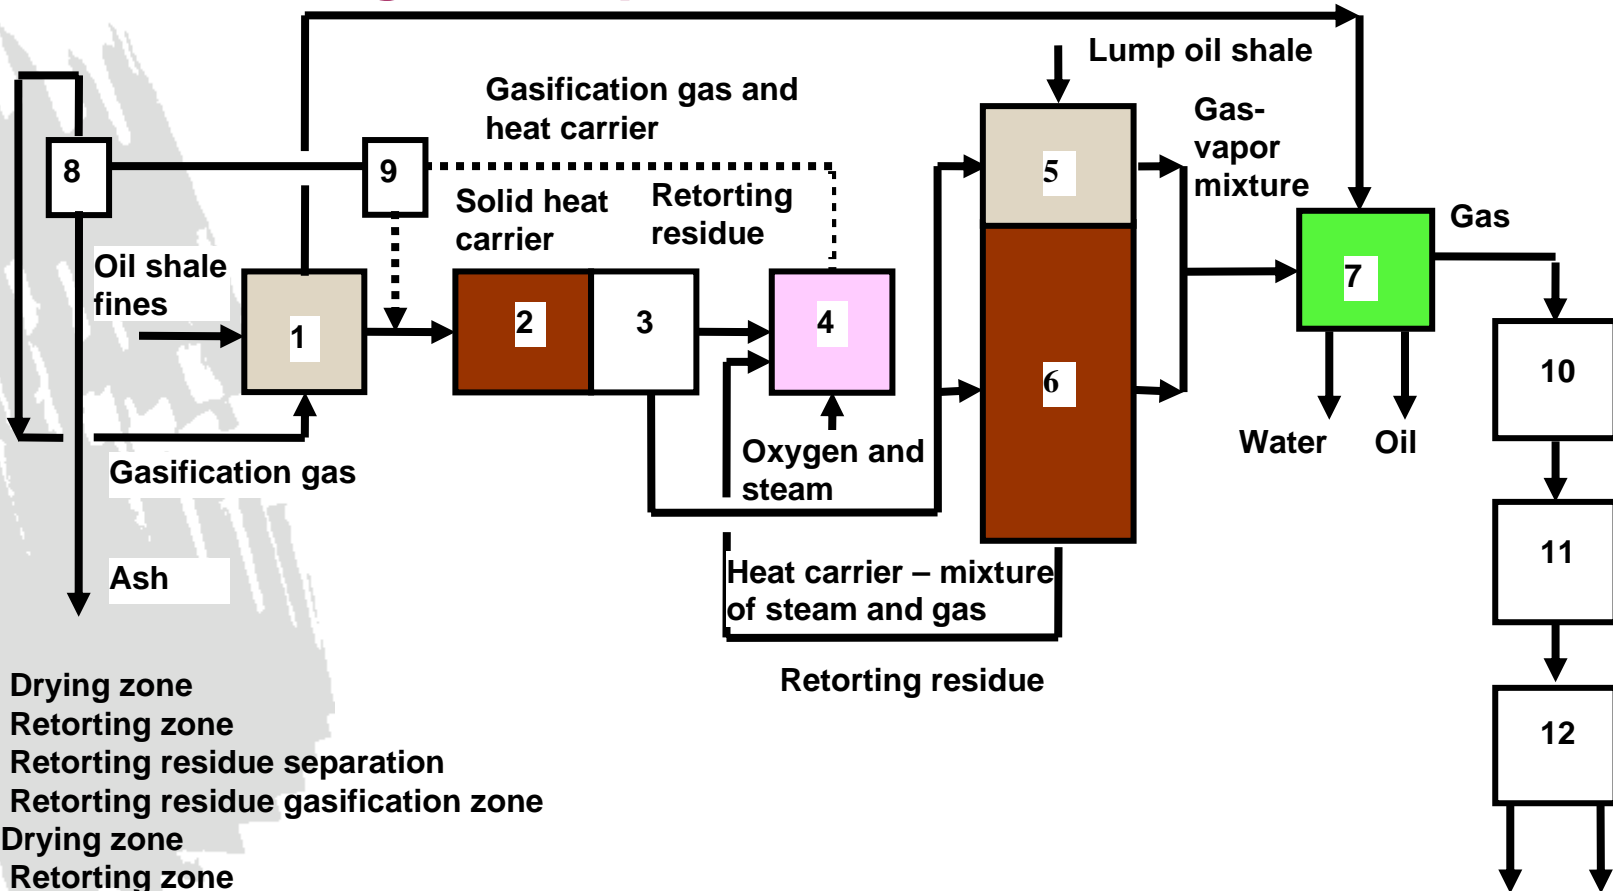 Lump oil shale
Gasification gas and
heat carrier
Gas-
vapor
mixture
8
9
5
Solid heat
carrier
Retorting
residue
Gas
Oil shale
fines
7
1
2
3
4
6
10
Water
Oil
Oxygen and
steam
Gasification gas
11
Ash
Heat carrier – mixture
of steam and gas
Retorting residue
12
Drying zone
Retorting zone
Retorting residue separation
Retorting residue gasification zone
Drying zone
Retorting zone